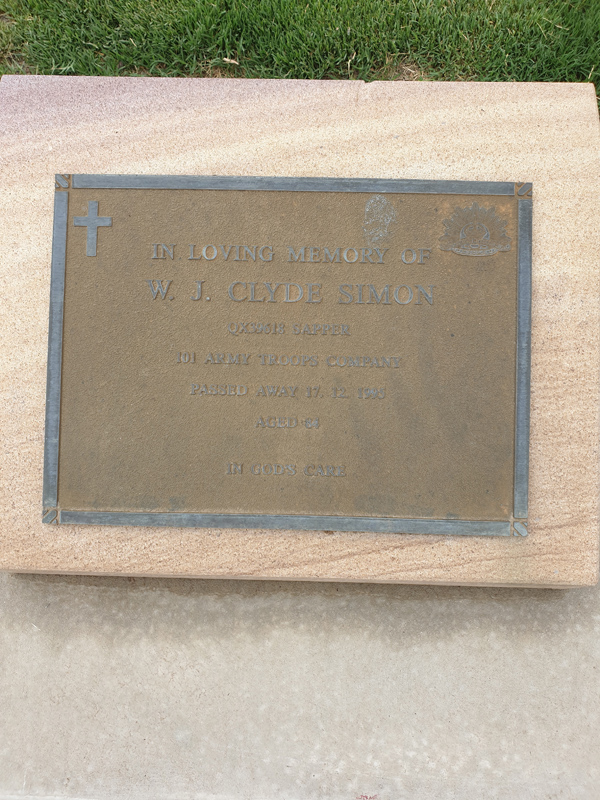 IN LOVING MEMORY OF
W. J. CLYDE SIMON
SAPPER
101 ARMY TROOPS COMPANY
PASSED AWAY 17. 12.
AGED
IN GOD'S CARE